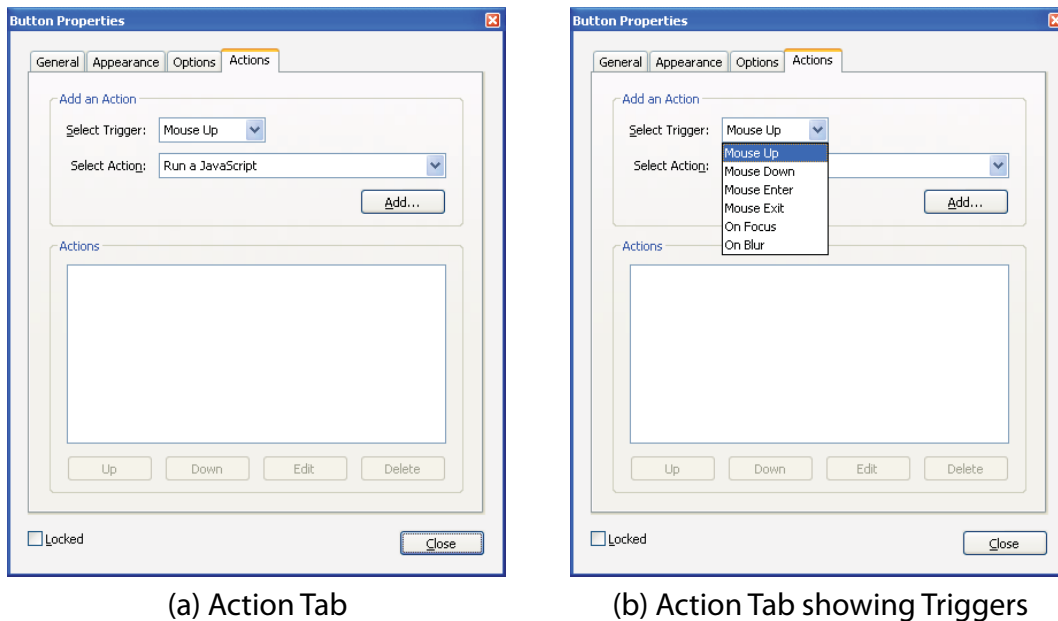 Button Properties
General Appearance Options Actions
Add an Action
Select Trigger: Mouse Up
Select Action: Run a JavaScript
Add...
Actions
Up Down Edit Delete
Locked Close
(a) Action Tab
Button Properties
General Appearance Options Actions
Add an Action
Select Trigger: Mouse Up
Mouse Up
Select Action:
Mouse Down
Mouse Enter
Mouse Exit
Add...
On Focus
Actions
On Blur
Up Down Edit Delete
Locked Close
(b) Action Tab showing Triggers